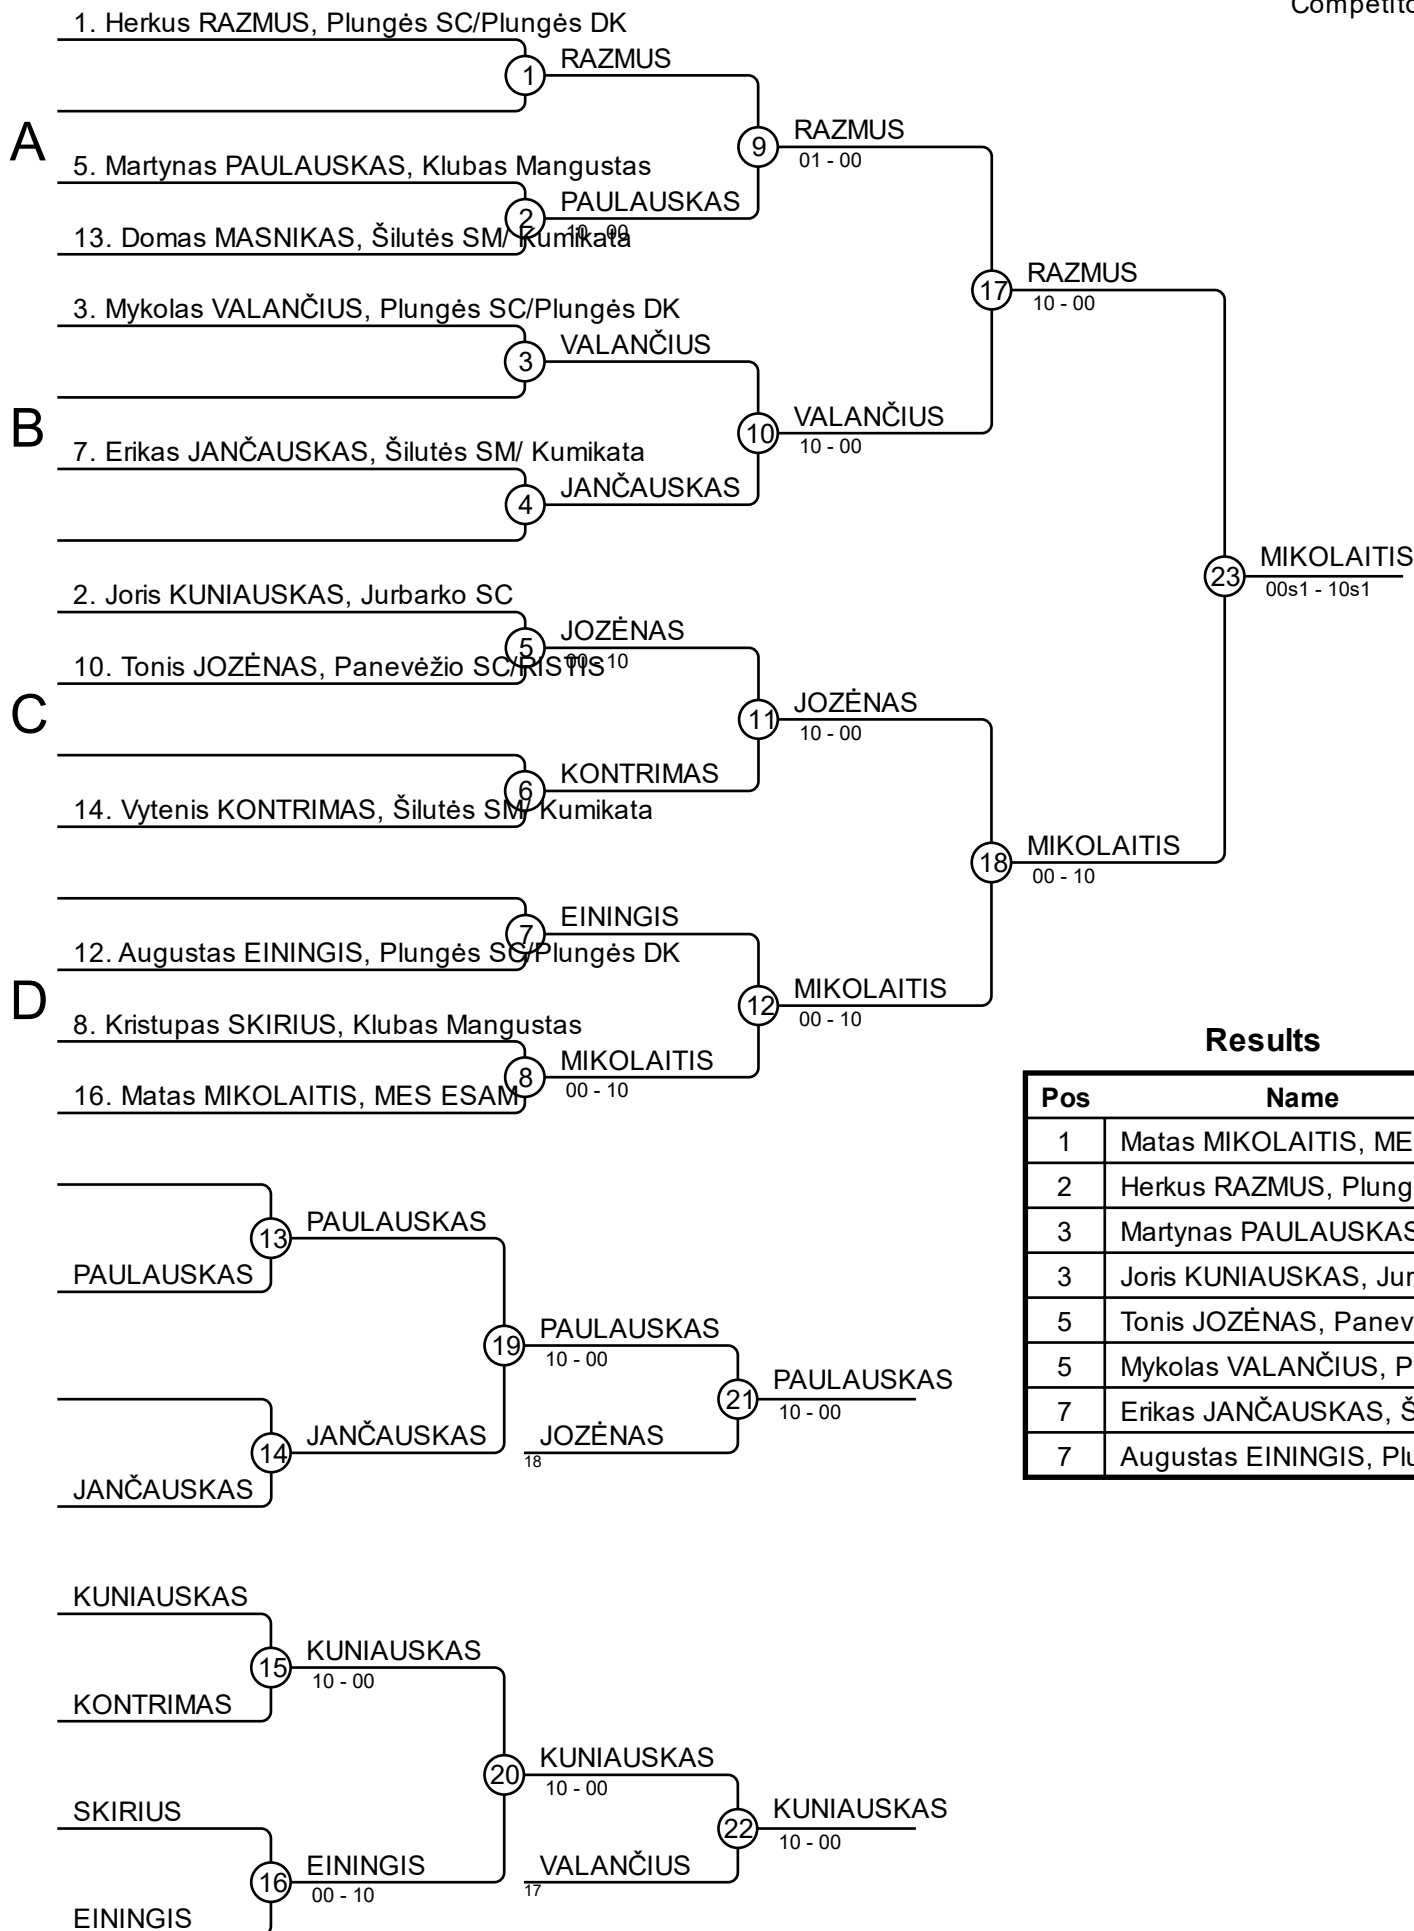 Competito
1. Herkus RAZMUS, Plungės SC/Plungės DK
1
RAZMUS
A
9
RAZMUS
01 - 00
5. Martynas PAULAUSKAS, Klubas Mangustas
2
PAULAUSKAS
10 - 00
13. Domas MASNIKAS, Šilutės SM/ Kumikata
17
RAZMUS
10 - 00
3. Mykolas VALANČIUS, Plungės SC/Plungės DK
3
VALANČIUS
B
10
VALANČIUS
10 - 00
7. Erikas JANČAUSKAS, Šilutės SM/ Kumikata
4
JANČAUSKAS
23
MIKOLAITIS
00s1 - 10s1
2. Joris KUNIAUSKAS, Jurbarko SC
5
JOZĖNAS
00 - 10
10. Tonis JOZĖNAS, Panevėžio SC/RISTIS
C
11
JOZĖNAS
10 - 00
6
KONTRIMAS
14. Vytenis KONTRIMAS, Šilutės SM/ Kumikata
18
MIKOLAITIS
00 - 10
7
EININGIS
12. Augustas EININGIS, Plungės SC/Plungės DK
D
12
MIKOLAITIS
00 - 10
8. Kristupas SKIRIUS, Klubas Mangustas
8
MIKOLAITIS
00 - 10
16. Matas MIKOLAITIS, MES ESAM
Results
Pos Name
1 Matas MIKOLAITIS, ME
2 Herkus RAZMUS, Plung
3 Martynas PAULAUSKAS
3 Joris KUNIAUSKAS, Jur
5 Tonis JOZĖNAS, Panev
5 Mykolas VALANČIUS, P
7 Erikas JANČAUSKAS, Š
7 Augustas EININGIS, Plu
13
PAULAUSKAS
PAULAUSKAS
19
PAULAUSKAS
10 - 00
21
PAULAUSKAS
10 - 00
14
JANČAUSKAS
JOZĖNAS
18
JANČAUSKAS
KUNIAUSKAS
15
KUNIAUSKAS
10 - 00
KONTRIMAS
20
KUNIAUSKAS
10 - 00
22
KUNIAUSKAS
10 - 00
SKIRIUS
16
EININGIS
00 - 10
VALANČIUS
17
EININGIS